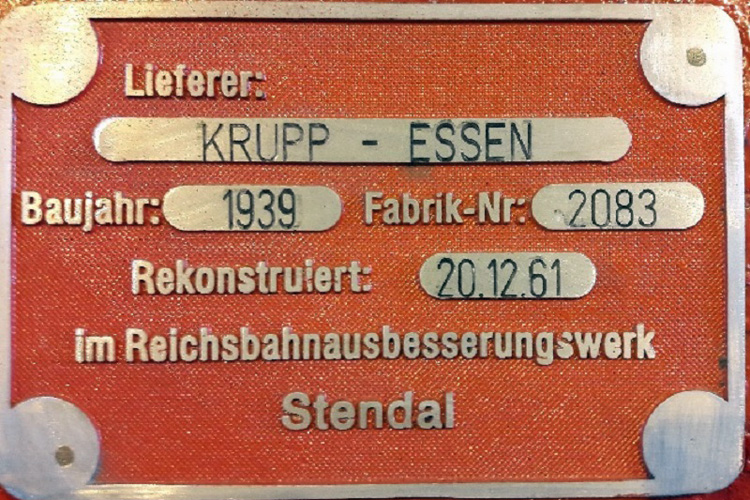 Lieferer:
KRUPP - ESSEN
Baujahr: 1939 Fabrik-Nr: 2083
Rekonstruiert: 20.12.61
im Reichsbahnausbesserungswerk
Stendal